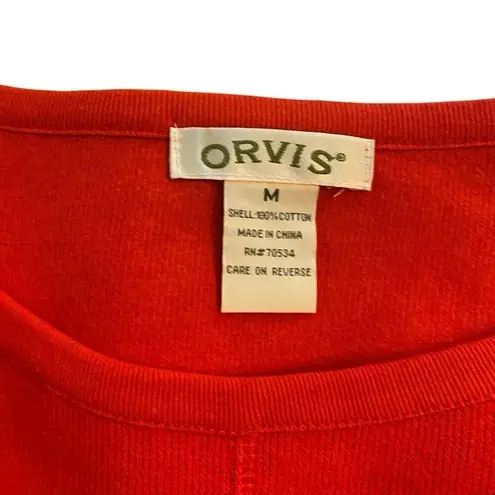 ORVIS®
M
SHELL:100%COTTON
MADE IN CHINA
RN#70534
CARE ON REVERSE